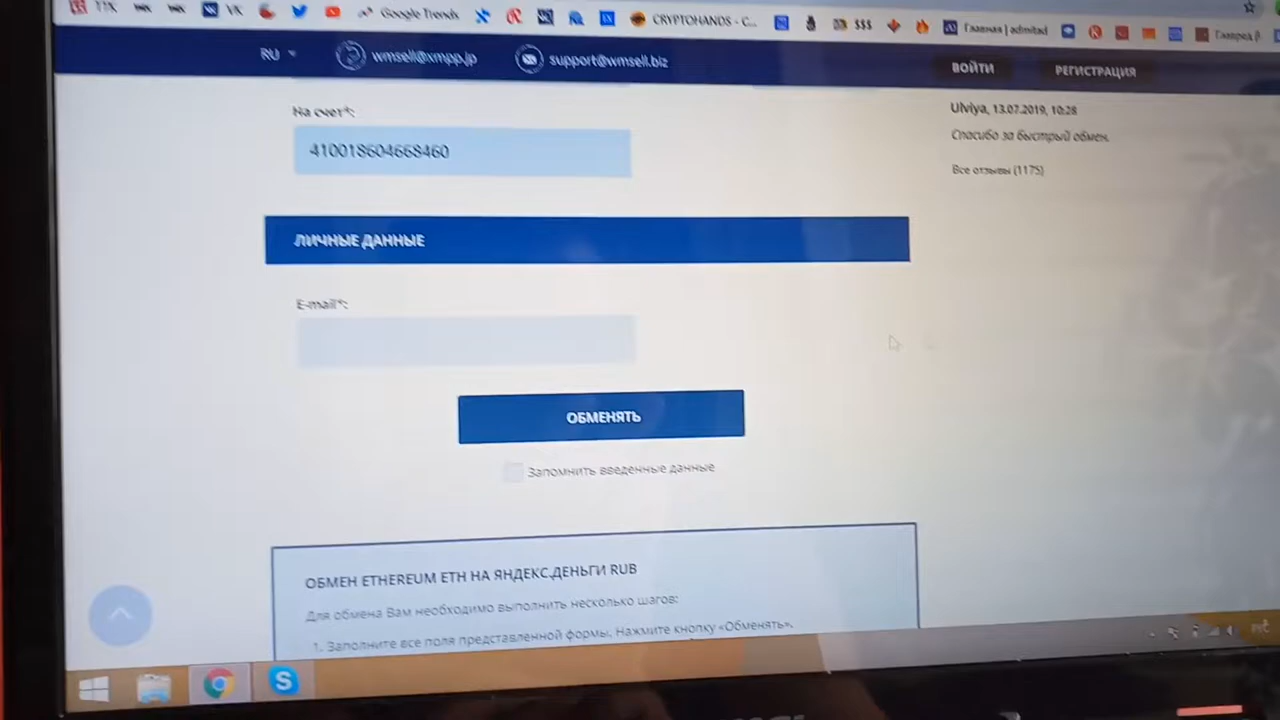 VK Google Trends CRYPTOHANDS - C... $$$ Главная | admitad
RU wmsell@xmpp.jp support@wmsell.biz ВОЙТИ РЕГИСТРАЦИЯ
На счет*:
410018604668460
Ulviya, 13.07.2019, 10:28
Спасибо за быстрый обмен.
Все отзывы (1175)
ЛИЧНЫЕ ДАННЫЕ
E-mail*:
ОБМЕНЯТЬ
Запомнить введенные данные
ОБМЕН ETHEREUM ETH НА ЯНДЕКС.ДЕНЬГИ RUB
Для обмена Вам необходимо выполнить несколько шагов:
1. Заполните все поля представленной формы. Нажмите кнопку «Обменять».